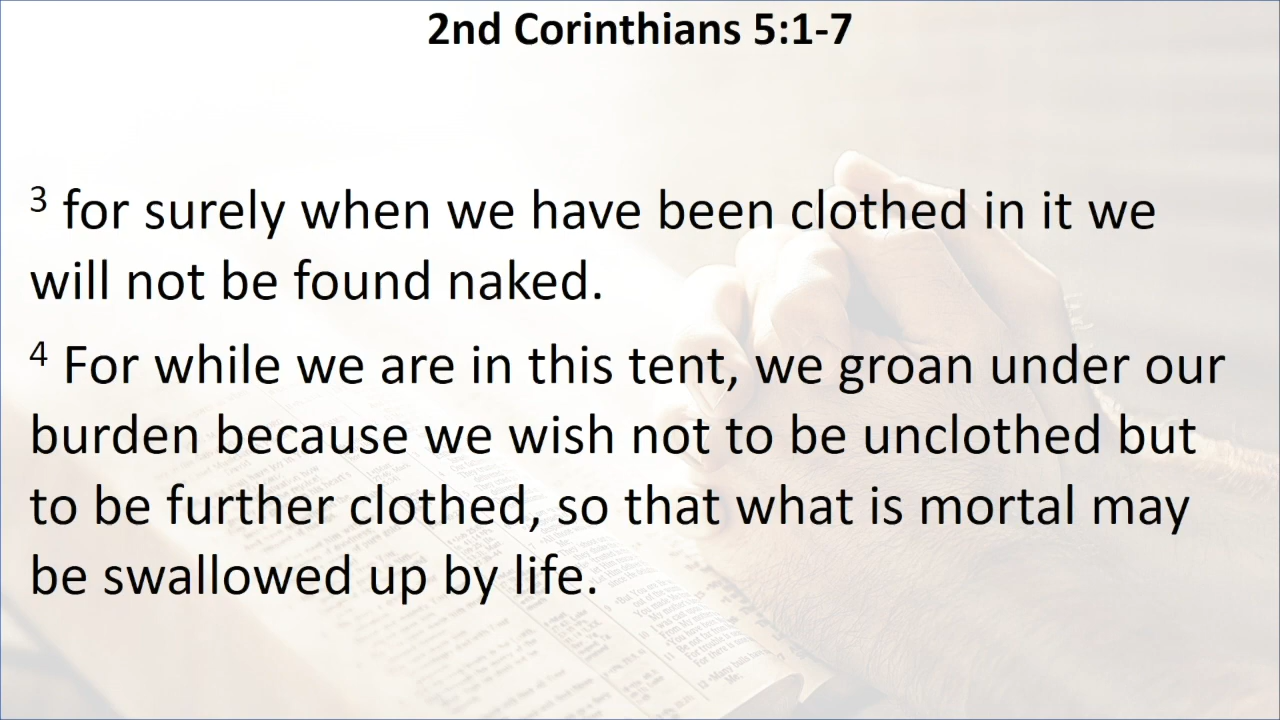 2nd Corinthians 5:1-7
3 for surely when we have been clothed in it we
will not be found naked.
4 For while we are in this tent, we groan under our
burden because we wish not to be unclothed but
to be further clothed, so that what is mortal may
be swallowed up by life.